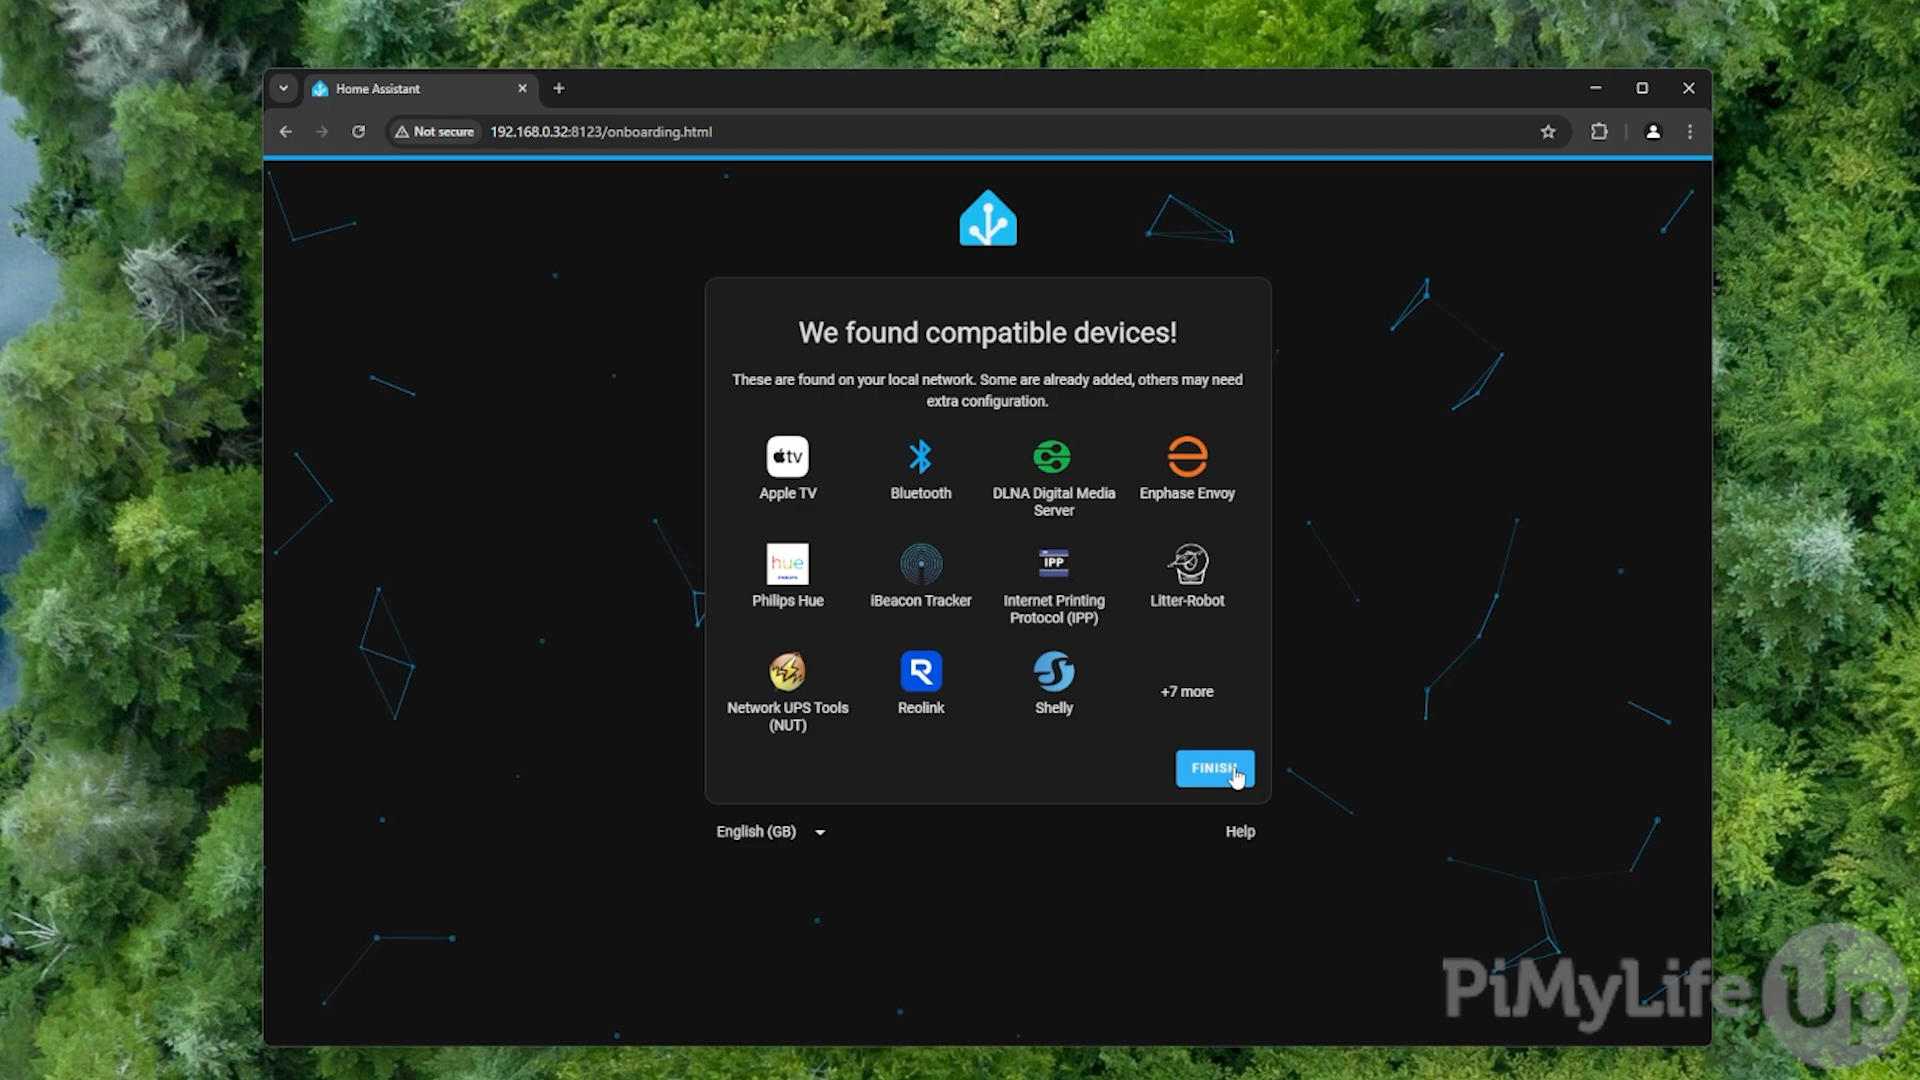 Home Assistant
Not secure
192.168.0.32:8123/onboarding.html
We found compatible devices!
These are found on your local network. Some are already added, others may need
extra configuration.
tv
Apple TV
Bluetooth
DLNA Digital Media
Server
Enphase Envoy
hue
Philips Hue
iBeacon Tracker
IPP
Internet Printing
Protocol (IPP)
Litter-Robot
Network UPS Tools
(NUT)
R
Reolink
Shelly
+7 more
FINISH
English (GB)
Help
PiMyLifeUp